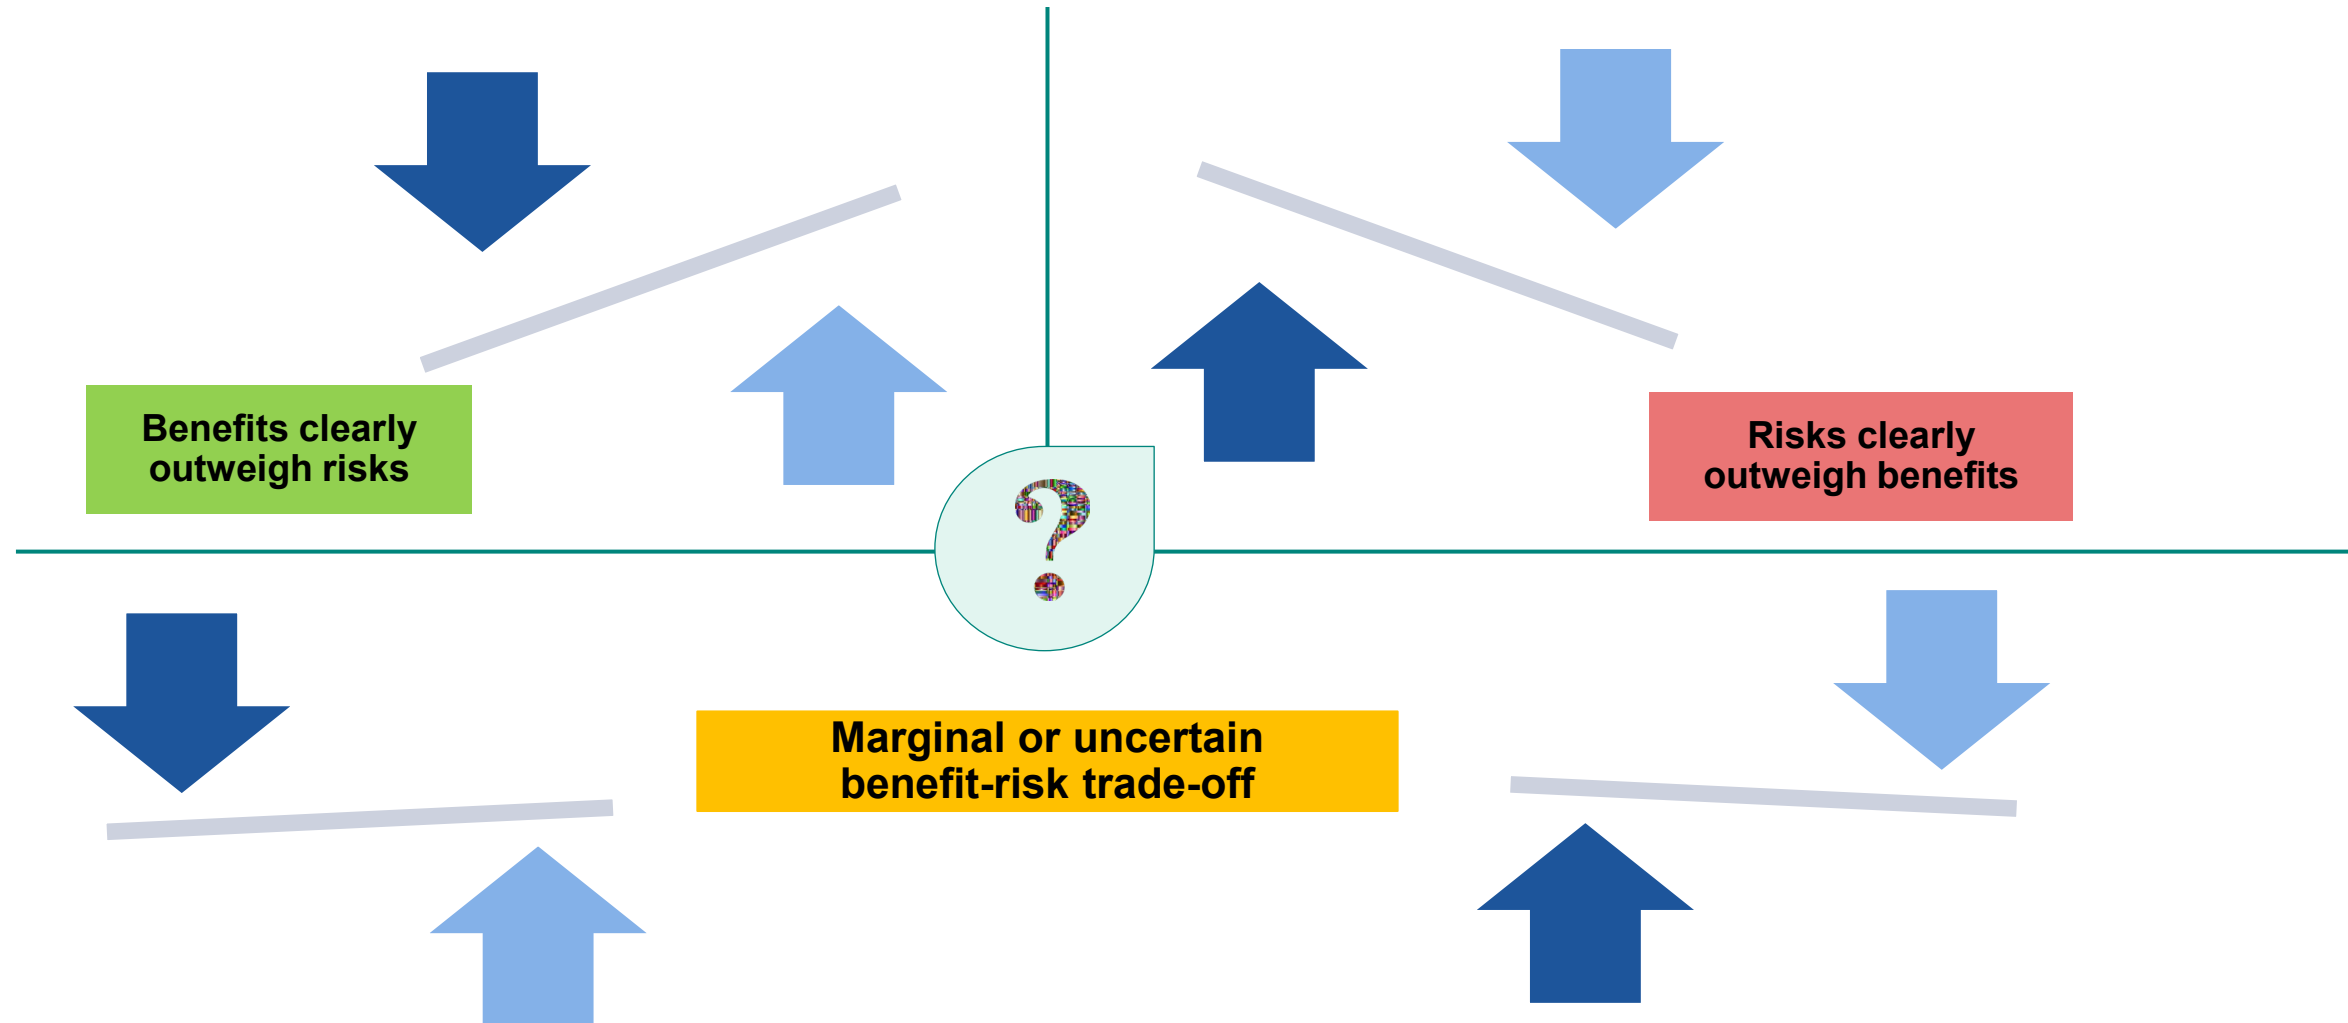 Benefits clearly
outweigh risks
Risks clearly
outweigh benefits
?
Marginal or uncertain
benefit-risk trade-off